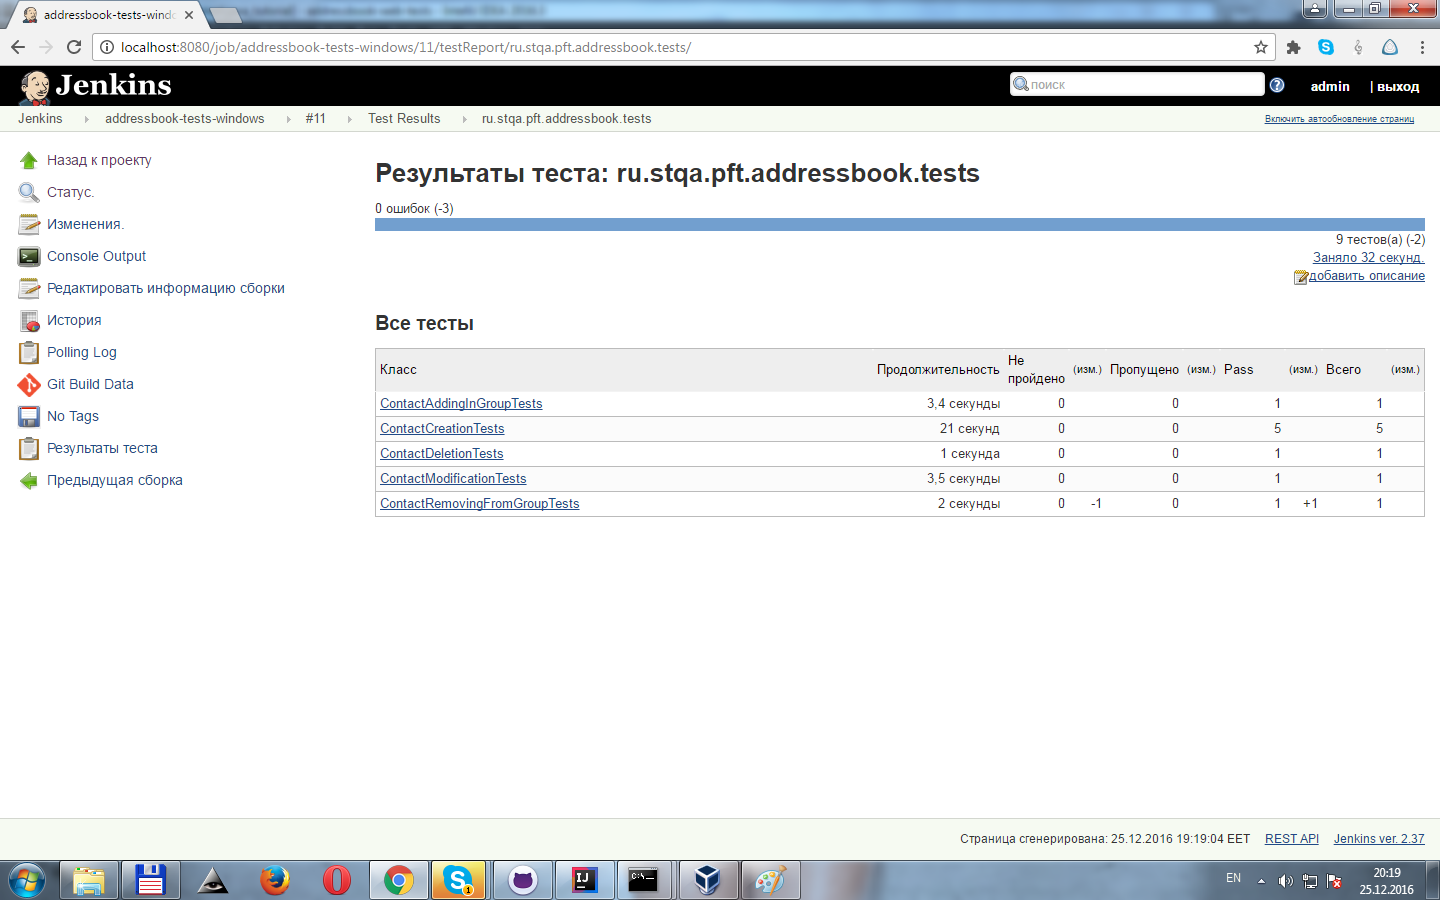 addressbook-tests-windo
localhost:8080/job/addressbook-tests-windows/11/testReport/ru.stqa.pft.addressbook.tests/
Jenkins
поиск
admin
| выход
Jenkins
addressbook-tests-windows
#11
Test Results
ru.stqa.pft.addressbook.tests
Включить автообновление страниц
Назад к проекту
Статус.
Изменения.
Console Output
Редактировать информацию сборки
История
Polling Log
Git Build Data
No Tags
Результаты теста
Предыдущая сборка
Результаты теста: ru.stqa.pft.addressbook.tests
0 ошибок (-3)
9 тестов(а) (-2)
Заняло 32 секунд.
добавить описание
Все тесты
Класс Продолжительность Не пройдено (изм.) Пропущено (изм.) Pass (изм.) Всего (изм.)
ContactAddingInGroupTests 3,4 секунды 0 0 1 1
ContactCreationTests 21 секунд 0 0 5 5
ContactDeletionTests 1 секунда 0 0 1 1
ContactModificationTests 3,5 секунды 0 0 1 1
ContactRemovingFromGroupTests 2 секунды 0 -1 0 1 +1 1
Страница сгенерирована: 25.12.2016 19:19:04 EET
REST API
Jenkins ver. 2.37
EN
20:19
25.12.2016